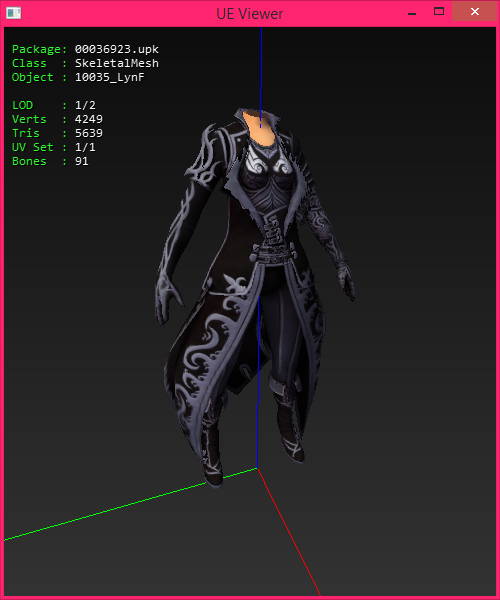 UE Viewer
Package: 00036923.upk
Class  : SkeletalMesh
Object : 10035_LynF
LOD    : 1/2
Verts  : 4249
Tris   : 5639
UV Set : 1/1
Bones  : 91